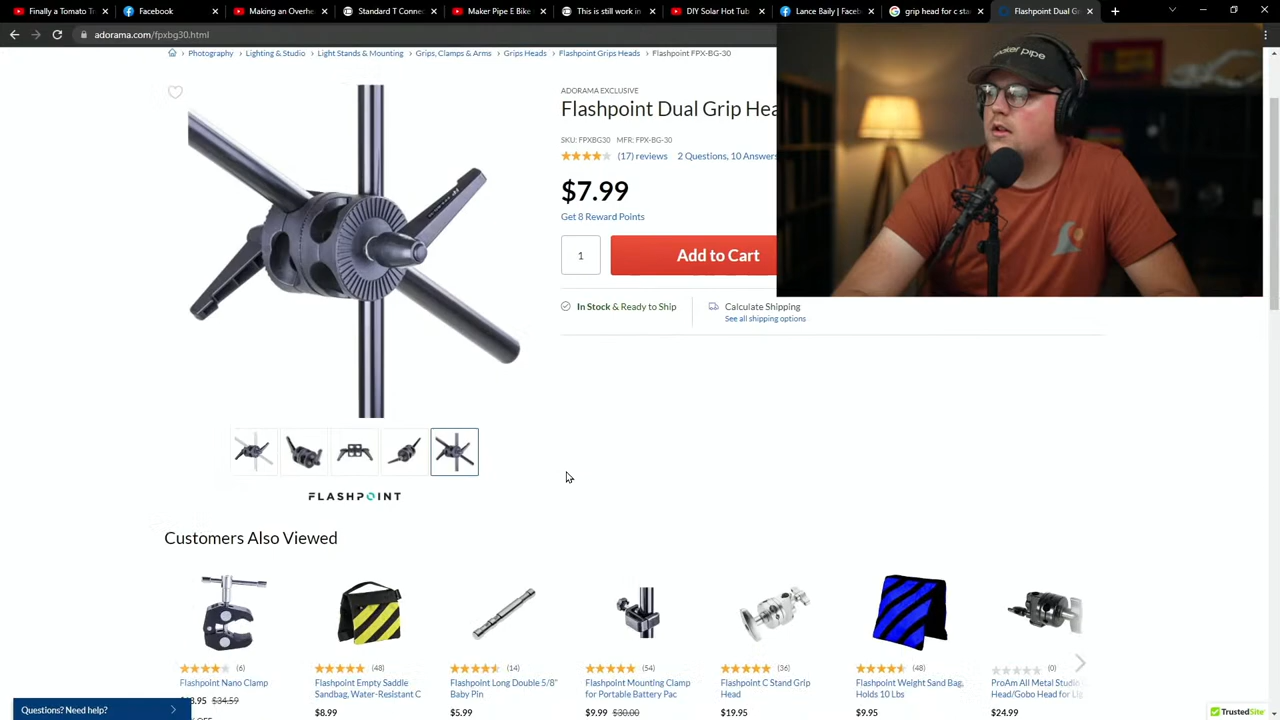 Finally a Tomato T
Facebook
Making an Overhe
Standard T Connec
Maker Pipe E Bike
This is still work in
DIY Solar Hot Tub
Lance Baily | Faceb
grip head for c sta
Flashpoint Dual Gr
adorama.com/fpxbg30.html
Photography
Lighting & Studio
Light Stands & Mounting
Grips, Clamps & Arms
Grips Heads
Flashpoint Grips Heads
Flashpoint FPX-BG-30
ADORAMA EXCLUSIVE
Flashpoint Dual Grip Hea
SKU: FPXBG30 MFR: FPX-BG-30
(17) reviews 2 Questions, 10 Answers
$7.99
Get 8 Reward Points
1
Add to Cart
In Stock & Ready to Ship
Calculate Shipping
See all shipping options
maker pipe
FLASHPOINT
Customers Also Viewed
(6)
Flashpoint Nano Clamp
$34.59
(48)
Flashpoint Empty Saddle
Sandbag, Water-Resistant C
$8.99
(14)
Flashpoint Long Double 5/8"
Baby Pin
$5.99
(54)
Flashpoint Mounting Clamp
for Portable Battery Pac
$9.99 $30.00
(36)
Flashpoint C Stand Grip
Head
$19.95
(48)
Flashpoint Weight Sand Bag,
Holds 10 Lbs
$9.95
(0)
ProAm All Metal Studio
Head/Gobo Head for Lig
$24.99
Questions? Need help?
TrustedSite